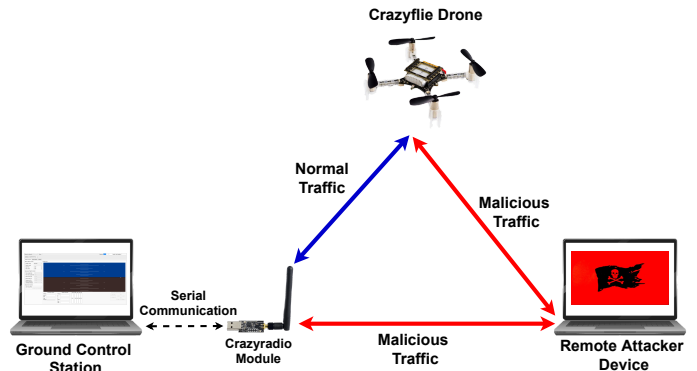 Crazyflie Drone
Normal
Traffic
Malicious
Traffic
Serial
Communication
Crazyradio
Module
Malicious
Traffic
Ground Control
Station
Remote Attacker
Device